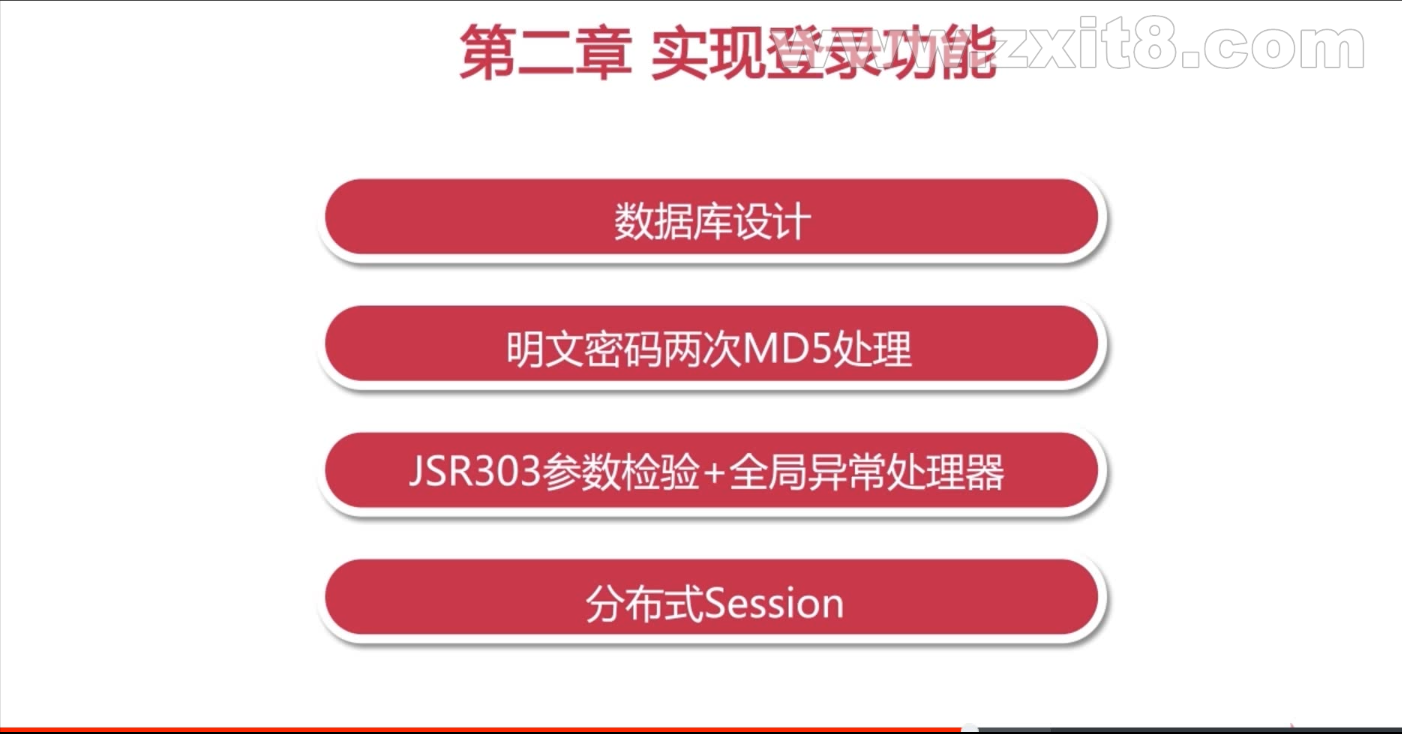 第二章 实现登录功能
www.zxit8.com
数据库设计
明文密码两次MD5处理
JSR303参数检验+全局异常处理器
分布式Session